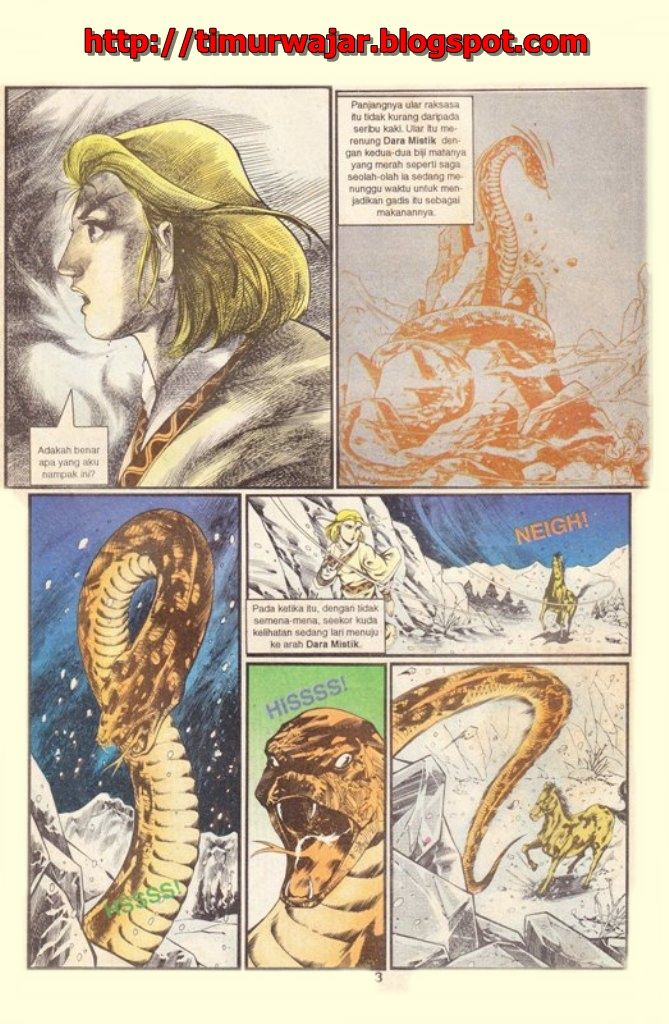 http://timurwajar.blogspot.com
Adakah benar
apa yang aku
nampak ini?
Panjangnya ular raksasa
itu tidak kurang daripada
seribu kaki. Ular itu me-
renung Dara Mistik den-
gan kedua-dua biji matanya
yang merah seperti saga
seolah-olah ia sedang me-
nunggu waktu untuk men-
jadikan gadis itu sebagai
makanannya.
HSSSS!
NEIGH!
Pada ketika itu, dengan tidak
semena-mena, seekor kuda
kelihatan sedang lari menuju
ke arah Dara Mistik.
HISSSS!
3